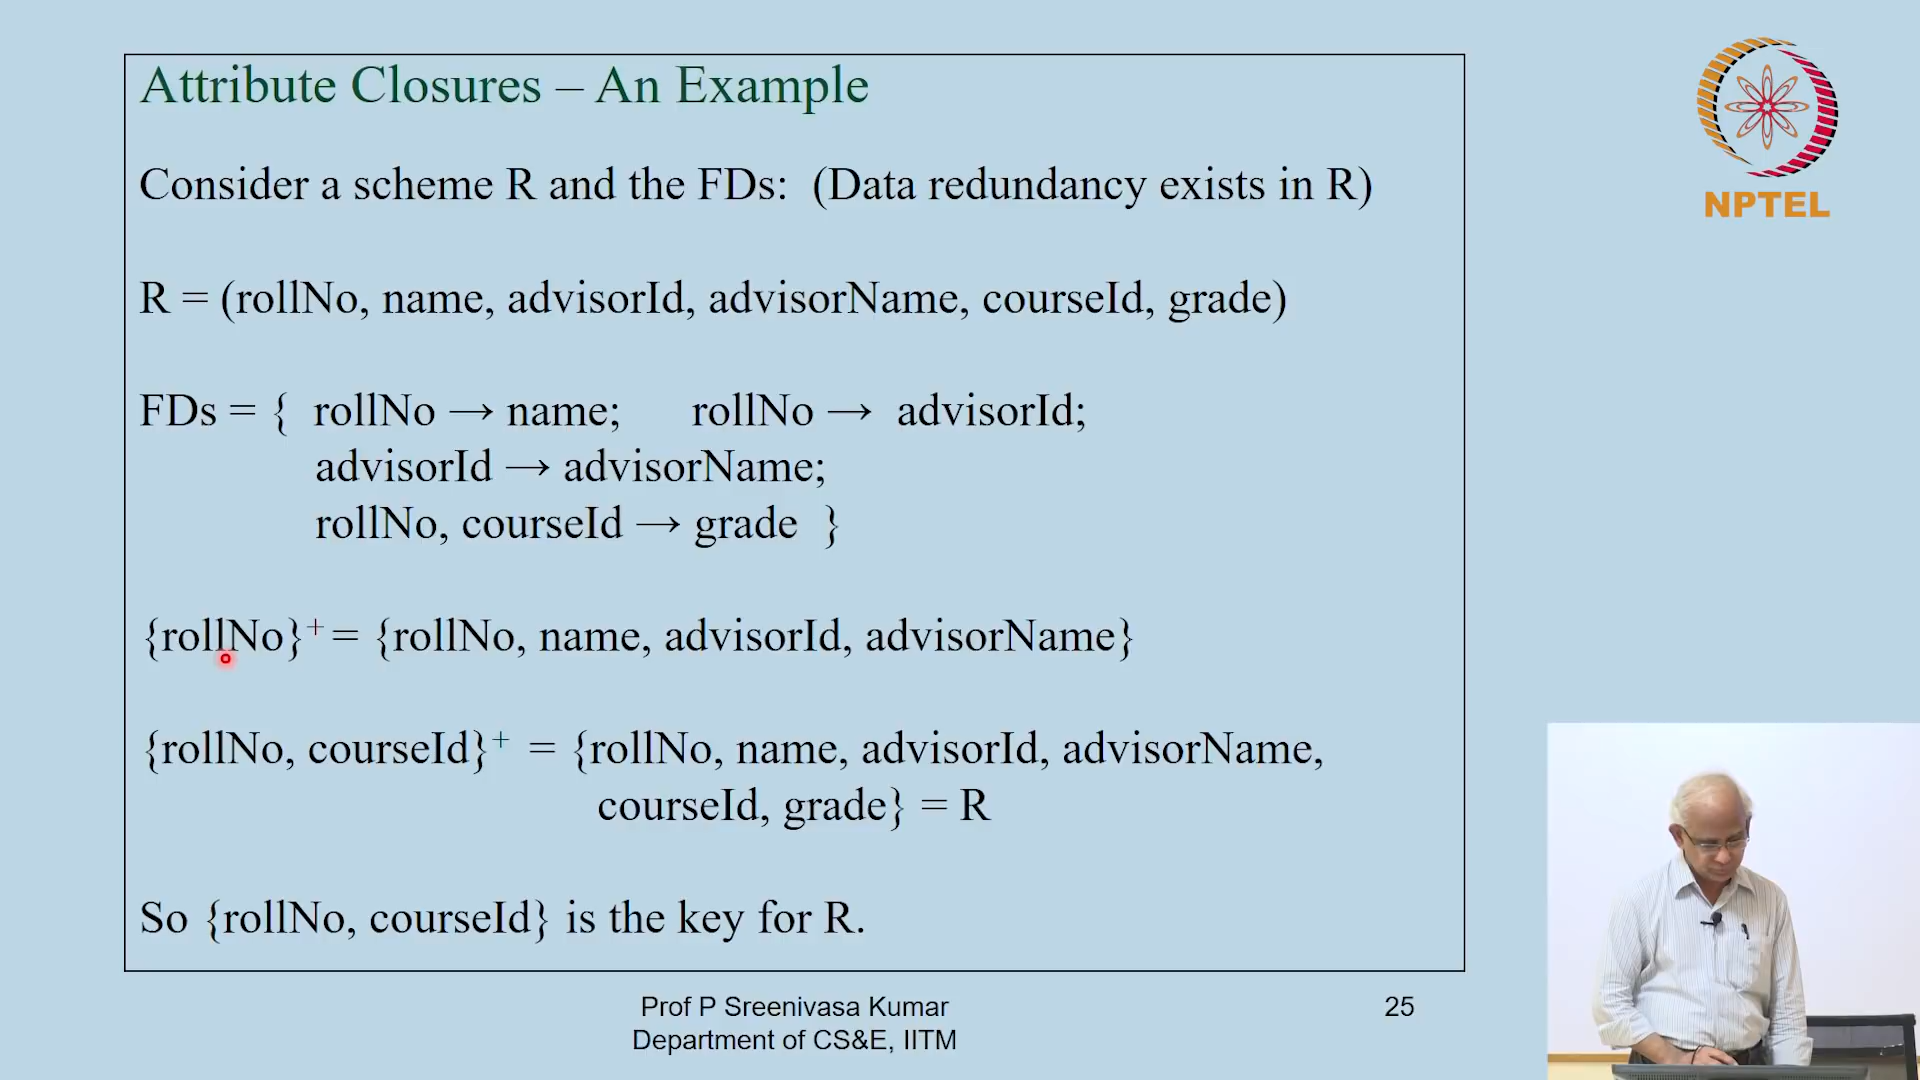 Attribute Closures – An Example
Consider a scheme R and the FDs:  (Data redundancy exists in R)
R = (rollNo, name, advisorId, advisorName, courseId, grade)
FDs = {  rollNo → name;  rollNo →  advisorId;
advisorId → advisorName;
rollNo, courseId → grade  }
{rollNo}⁺ = {rollNo, name, advisorId, advisorName}
{rollNo, courseId}⁺ = {rollNo, name, advisorId, advisorName,
courseId, grade} = R
So {rollNo, courseId} is the key for R.
Prof P Sreenivasa Kumar
Department of CS&E, IITM
25
NPTEL